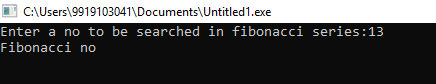 C:\Users\9919103041\Documents\Untitled1.exe
Enter a no to be searched in fibonacci series:13
Fibonacci no